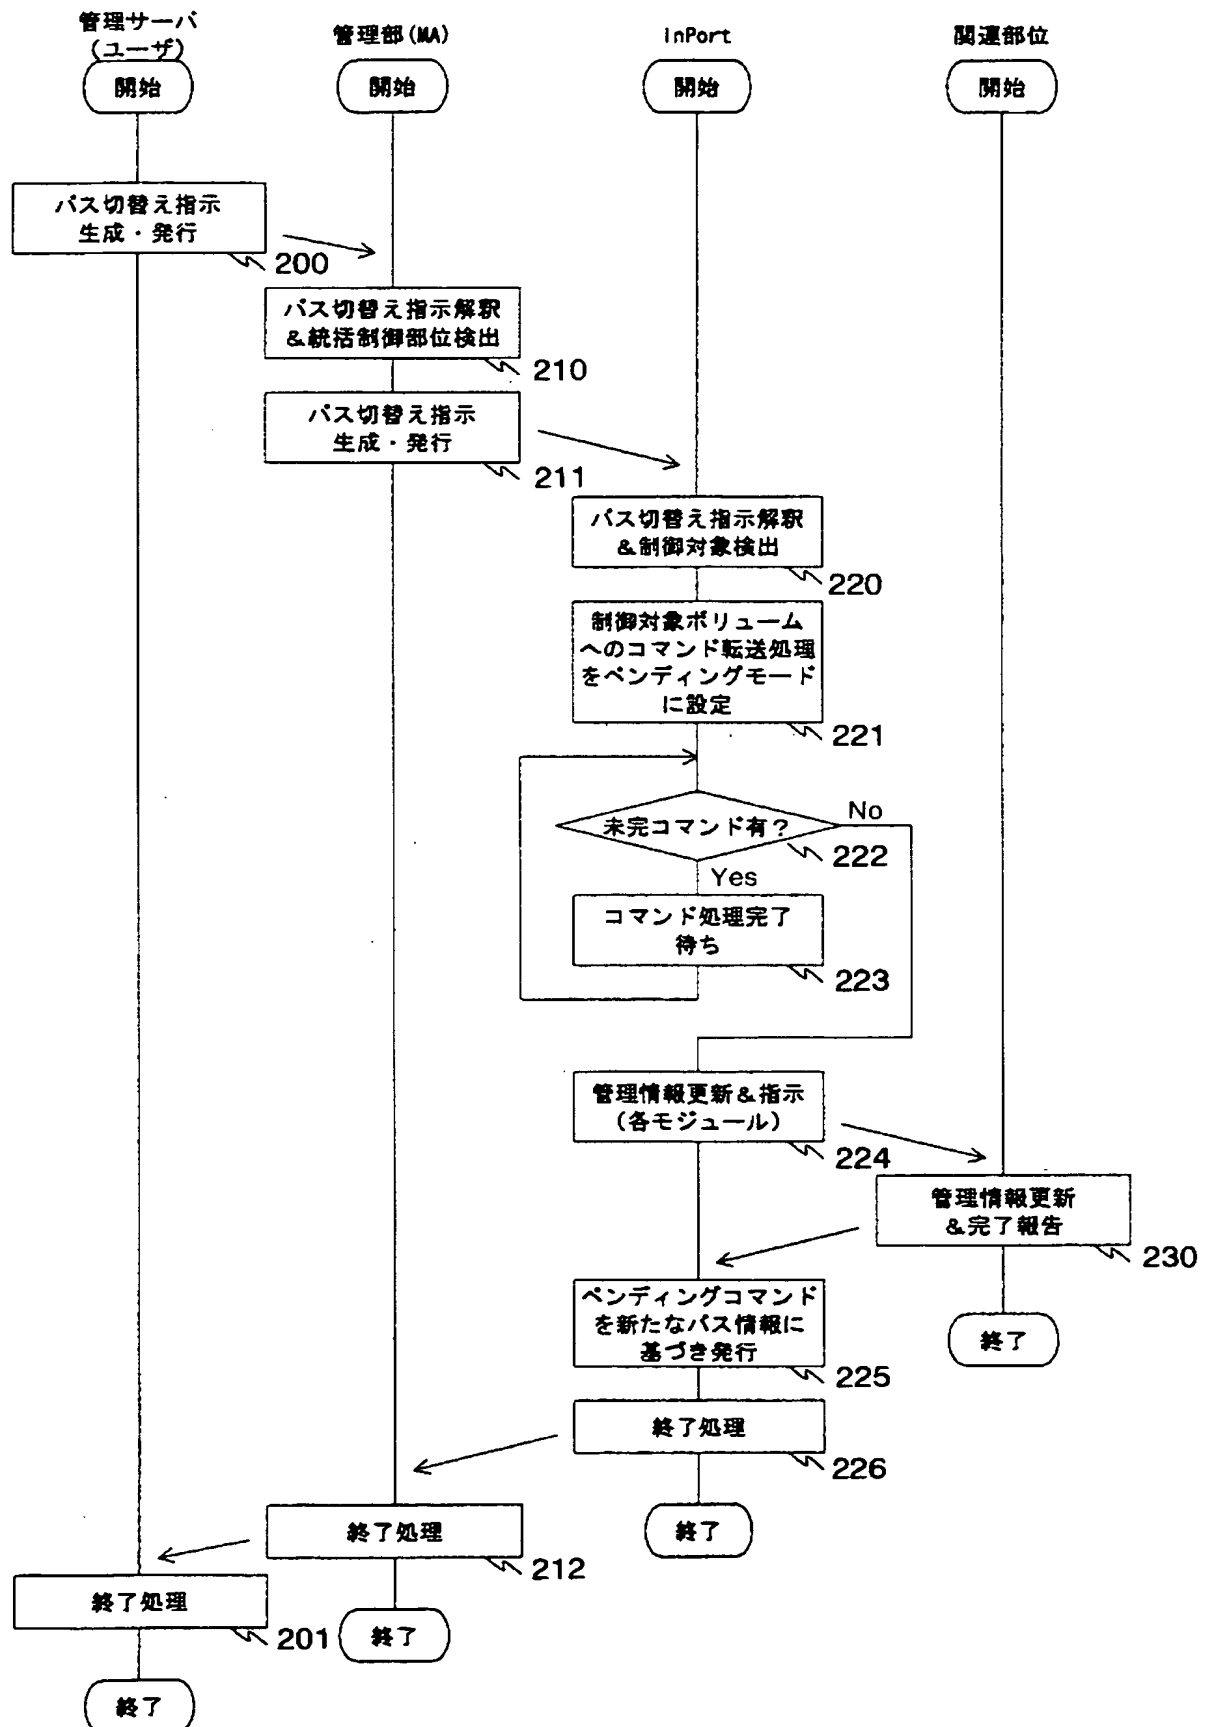 管理サーバ
(ユーザ)
管理部(MA)
InPort
関連部位
開始
開始
開始
開始
パス切替え指示
生成・発行
200
パス切替え指示解釈
&統括制御部位検出
210
パス切替え指示
生成・発行
211
パス切替え指示解釈
&制御対象検出
220
制御対象ボリューム
へのコマンド転送処理
をペンディングモード
に設定
221
未完コマンド有?
No
222
Yes
コマンド処理完了
待ち
223
管理情報更新&指示
(各モジュール)
224
管理情報更新
&完了報告
230
ペンディングコマンド
を新たなパス情報に
基づき発行
225
終了
終了処理
226
終了処理
212
終了
終了処理
201
終了
終了